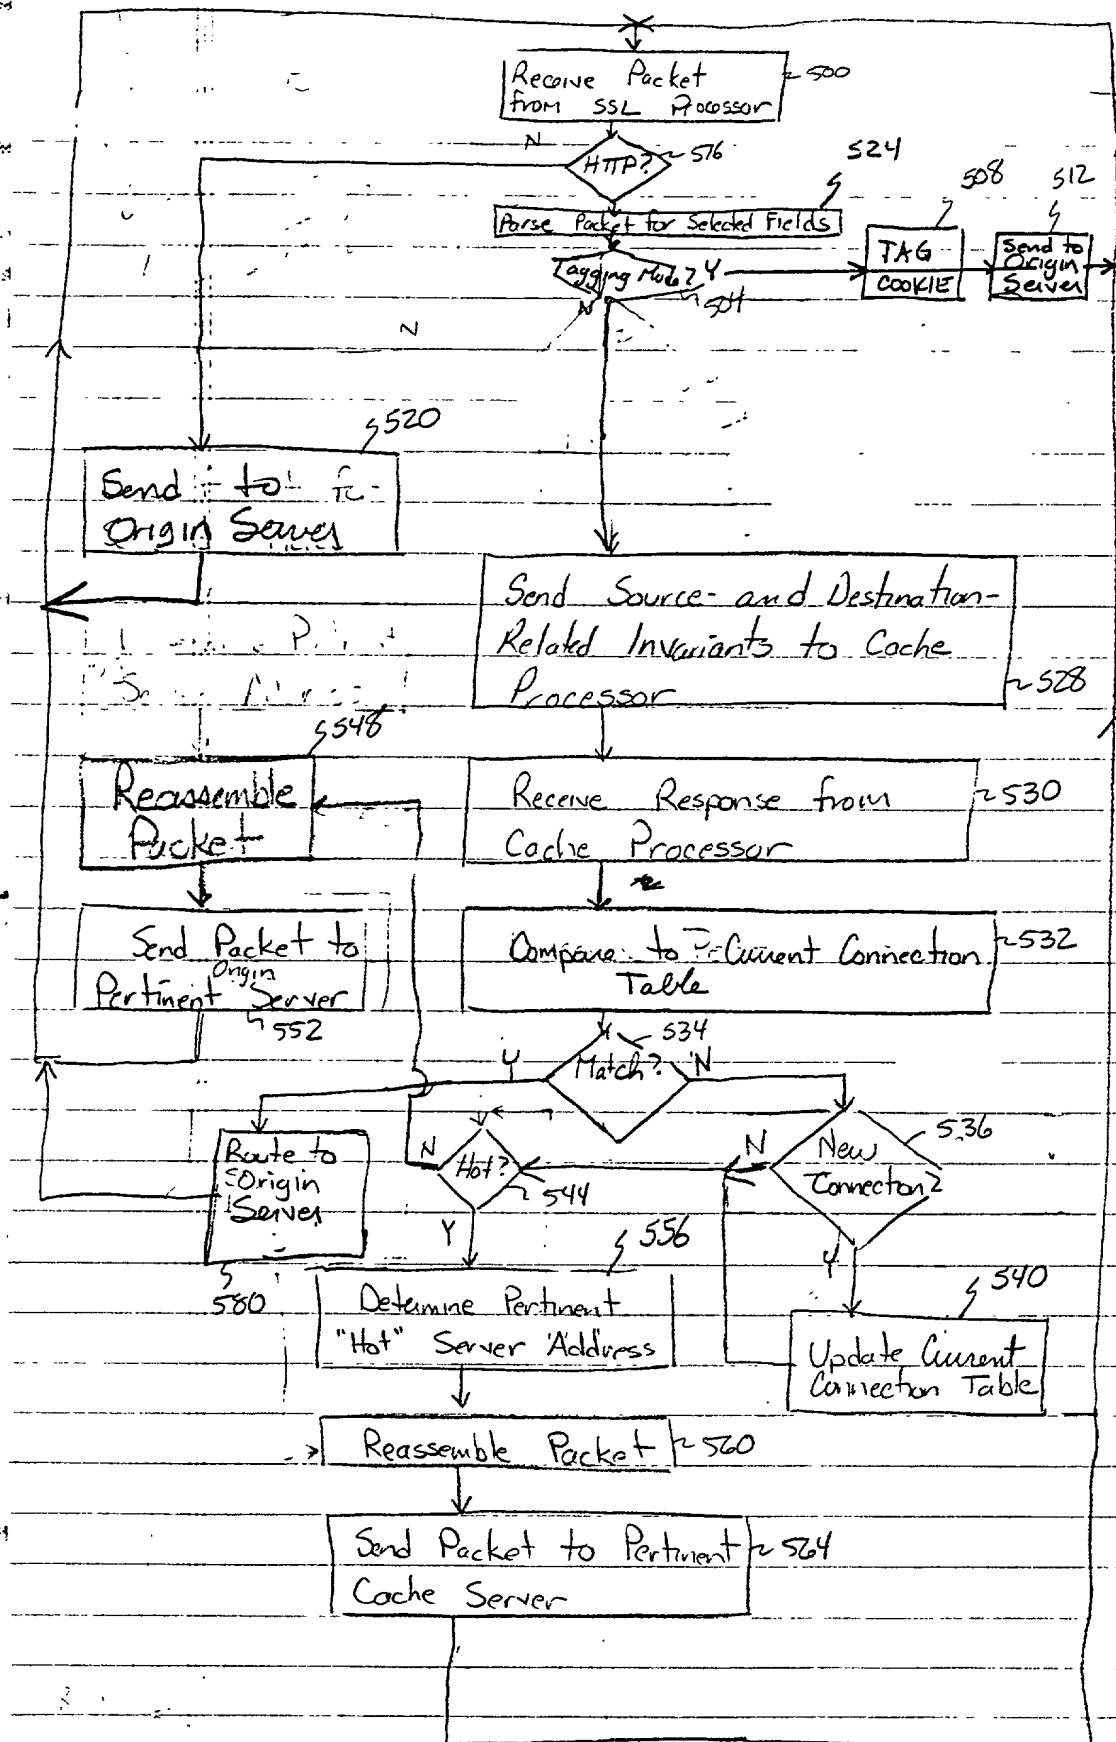 Receive Packet
from SSL Processor
500
N
HTTP?
516
524
Parse Packet for Selected Fields
508
512
Tagging Mode?
Y
504
N
TAG
COOKIE
Send to
Origin
Server
N
520
Send to
Origin Server
Send Source- and Destination-
Related Invariants to Cache
Processor
528
548
Reassemble
Packet
Receive Response from
Cache Processor
530
Send Packet to
Origin
Pertinent Server
552
Compare to Current Connection
Table
532
534
Y
Match?
N
536
Route to
Origin
Server
580
N
Hot?
544
Y
N
New
Connection?
Y
556
540
Determine Pertinent
"Hot" Server Address
Update Current
Connection Table
Reassemble Packet
560
Send Packet to Pertinent
Cache Server
564